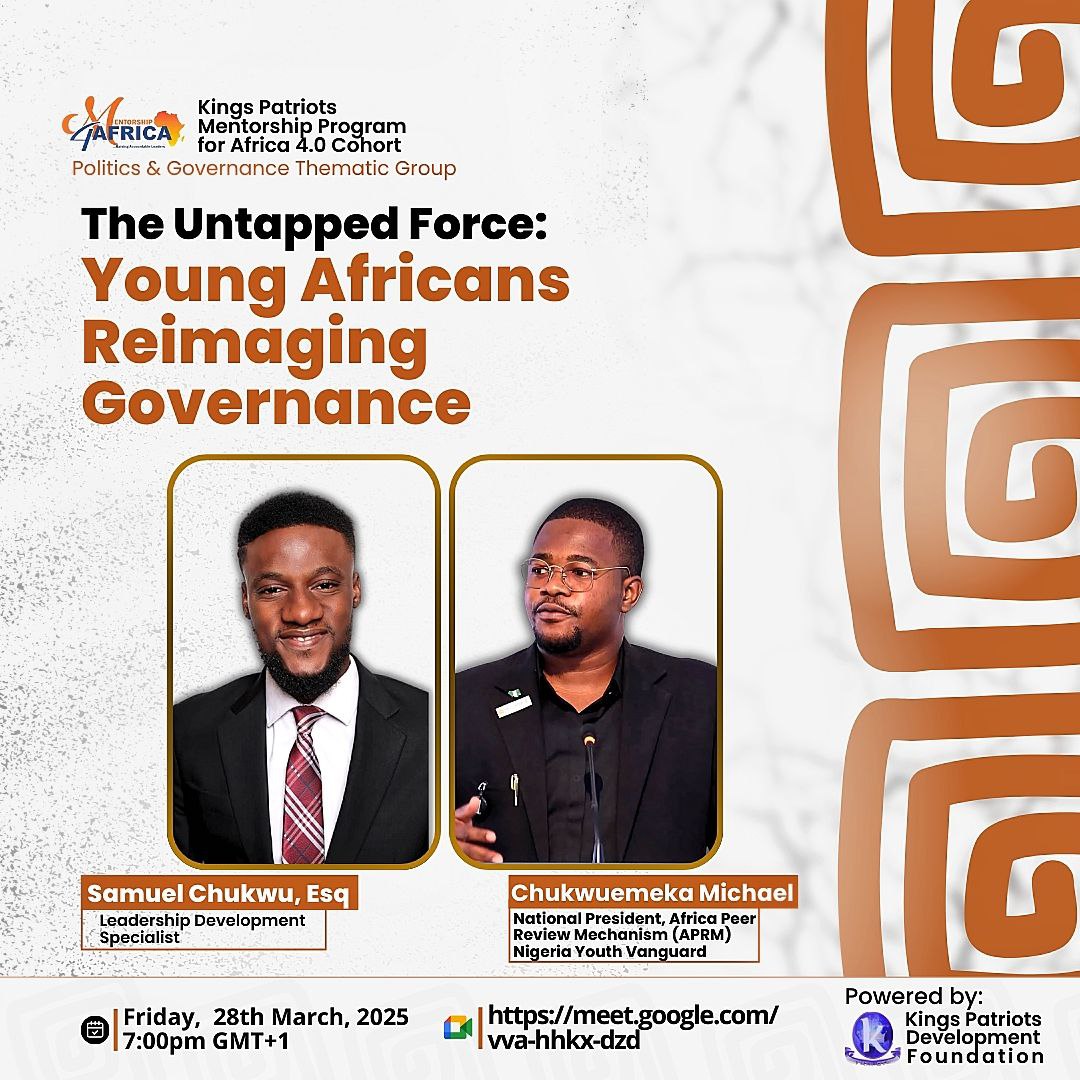 MENTORSHIP
4AFRICA
Kings Patriots
Mentorship Program
for Africa 4.0 Cohort
Politics & Governance Thematic Group
The Untapped Force:
Young Africans
Reimaging
Governance
Samuel Chukwu, Esq
Leadership Development
Specialist
Chukwuemeka Michael
National President, Africa Peer
Review Mechanism (APRM)
Nigeria Youth Vanguard
Friday, 28th March, 2025
7:00pm GMT+1
https://meet.google.com/
vva-hhkx-dzd
Powered by:
Kings Patriots
Development
Foundation